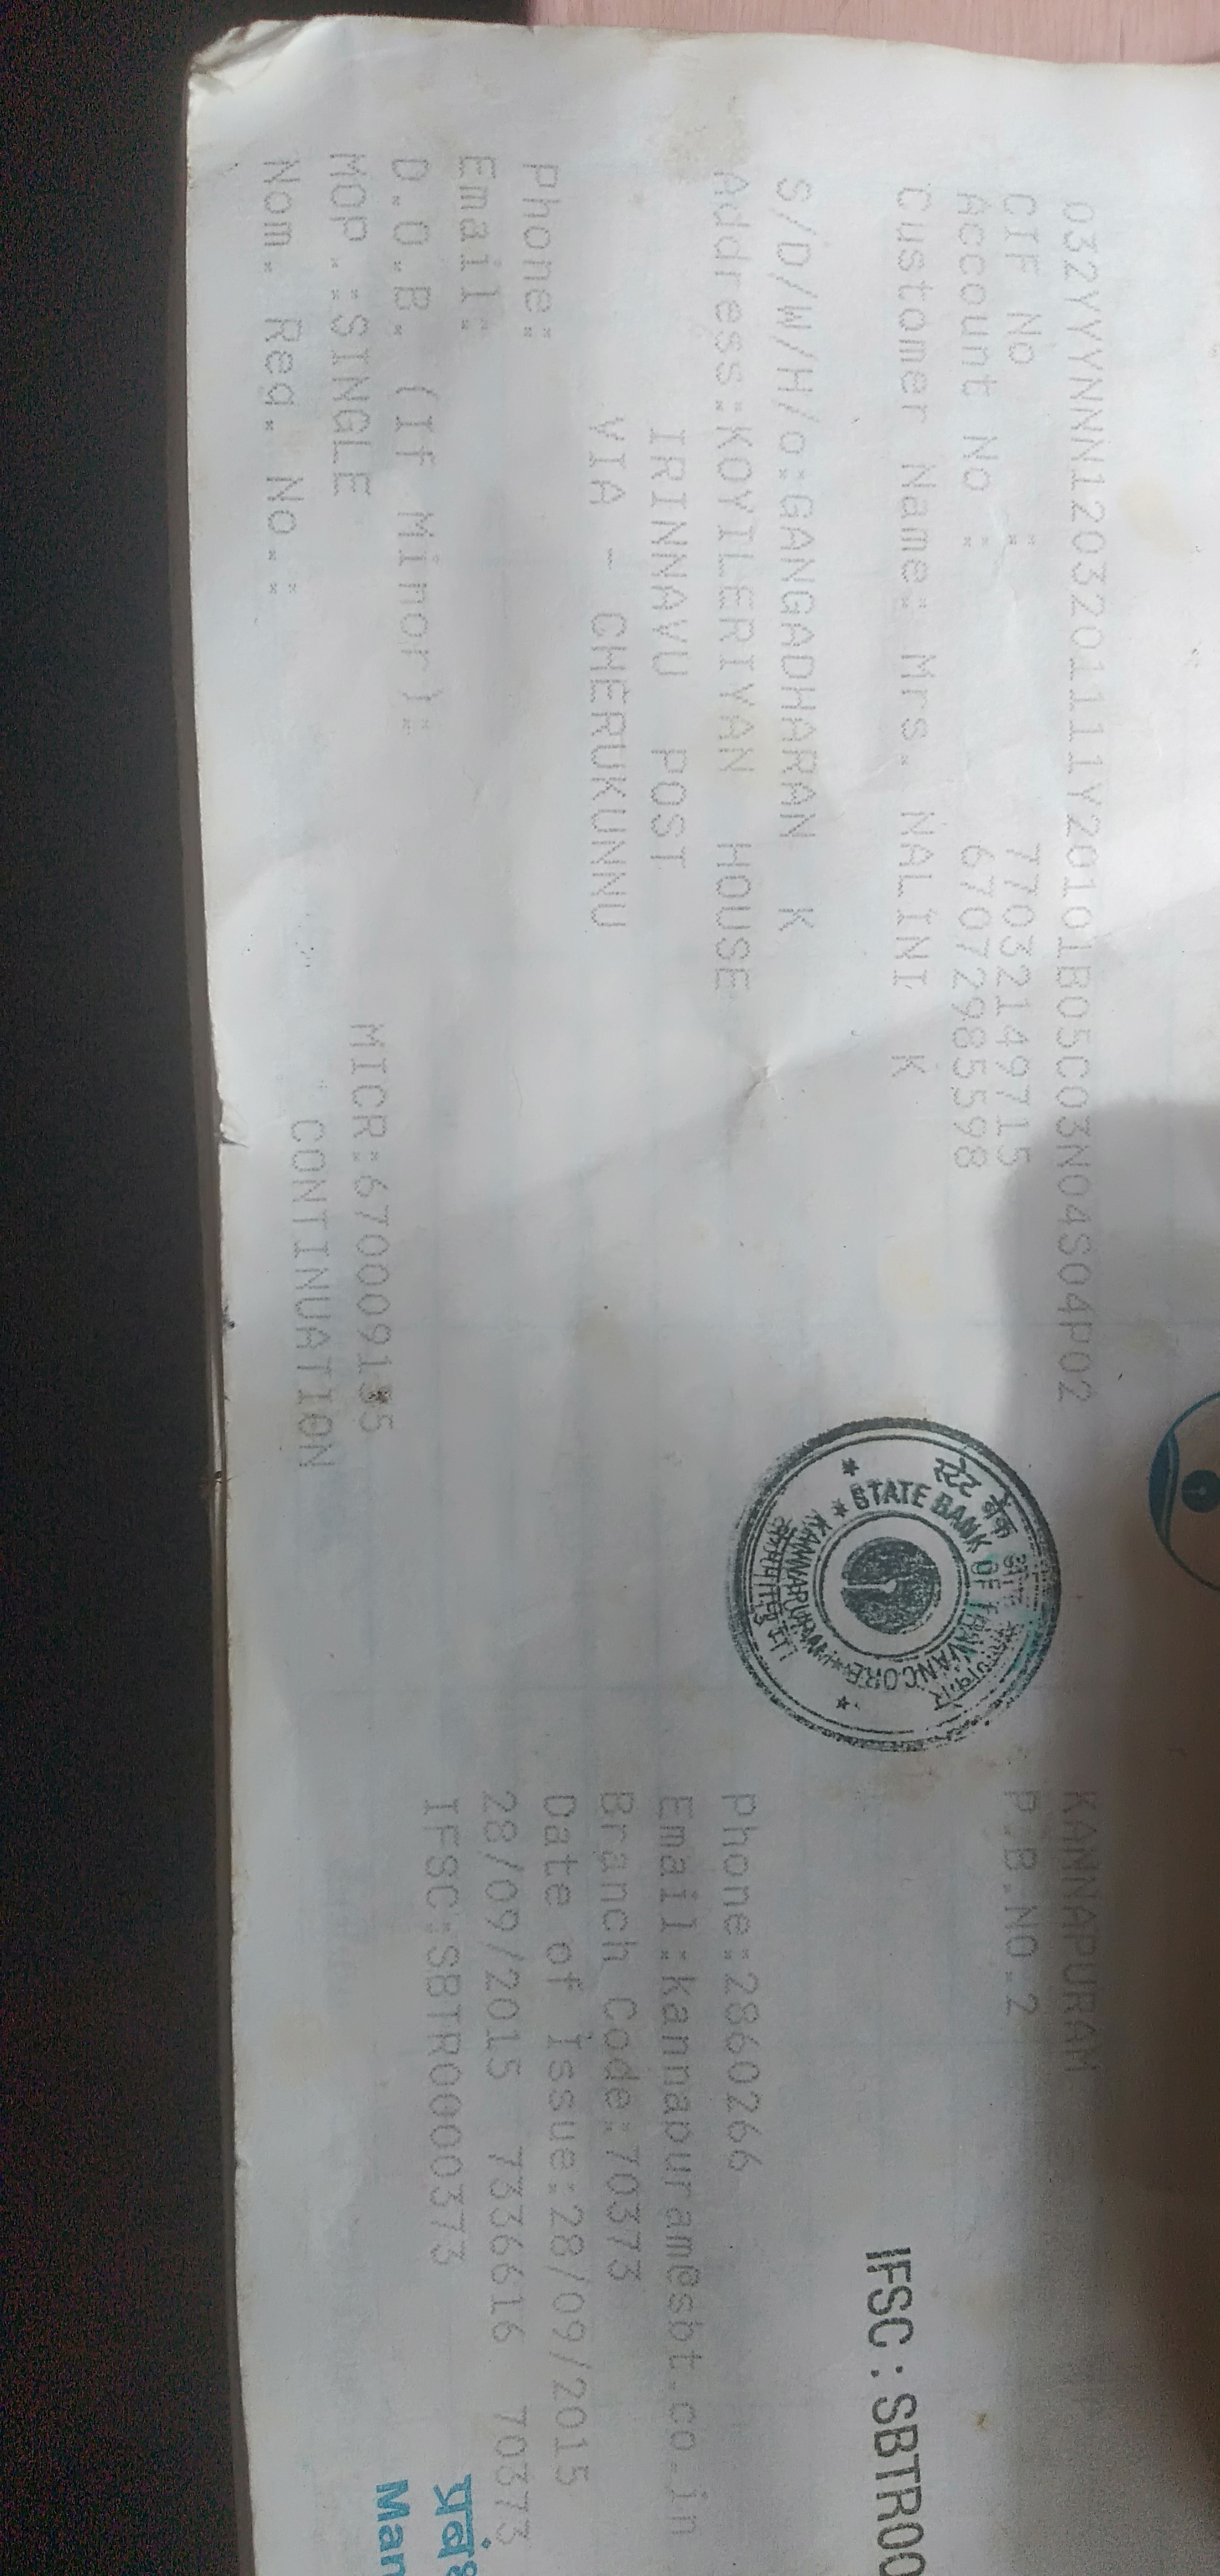 032YYYNNN12032011111Y20101B05C03N04S04P02
CIF No : 77032149715
Account No : 67072985598
Customer Name: Mrs. NALINI K
S/D/W/H/o:GANGADHARAN K
Address:KOYILERIYAN HOUSE
IRINNAVU POST
VIA - CHERUKUNNU
Phone:
Email:
D.O.B. (If Minor):
MOP.:SINGLE
Nom. Reg. No.:
MICR:670009155
CONTINUATION
स्टेट बैंक
STATE BANK OF TRAVANCORE
KANNAPURAM
KANNAPURAM
P.B.NO.2
IFSC : SBTR00
Phone:2860266
Email:kannapuram@sbt.co.in
Branch Code:70373
Date of Issue:28/09/2015
28/09/2015 7336616 70373
IFSC:SBTR0000373
प्रबं
Man